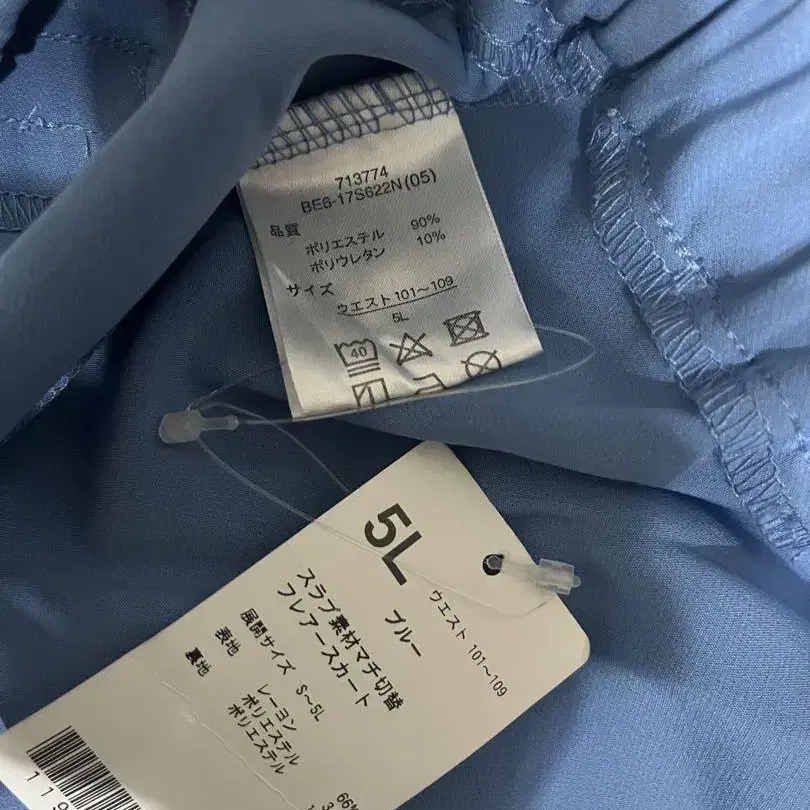 713774
BE6-17S622N(05)
品質
ポリエステル 90%
ポリウレタン 10%
サイズ
ウエスト 101〜109
5L
40
5L
ブルー
ウエスト 101〜109
スラブ素材マチ切替
フレアースカート
展開サイズ S〜5L
表地 レーヨン 66%
ポリエステル
裏地 ポリエステル
119